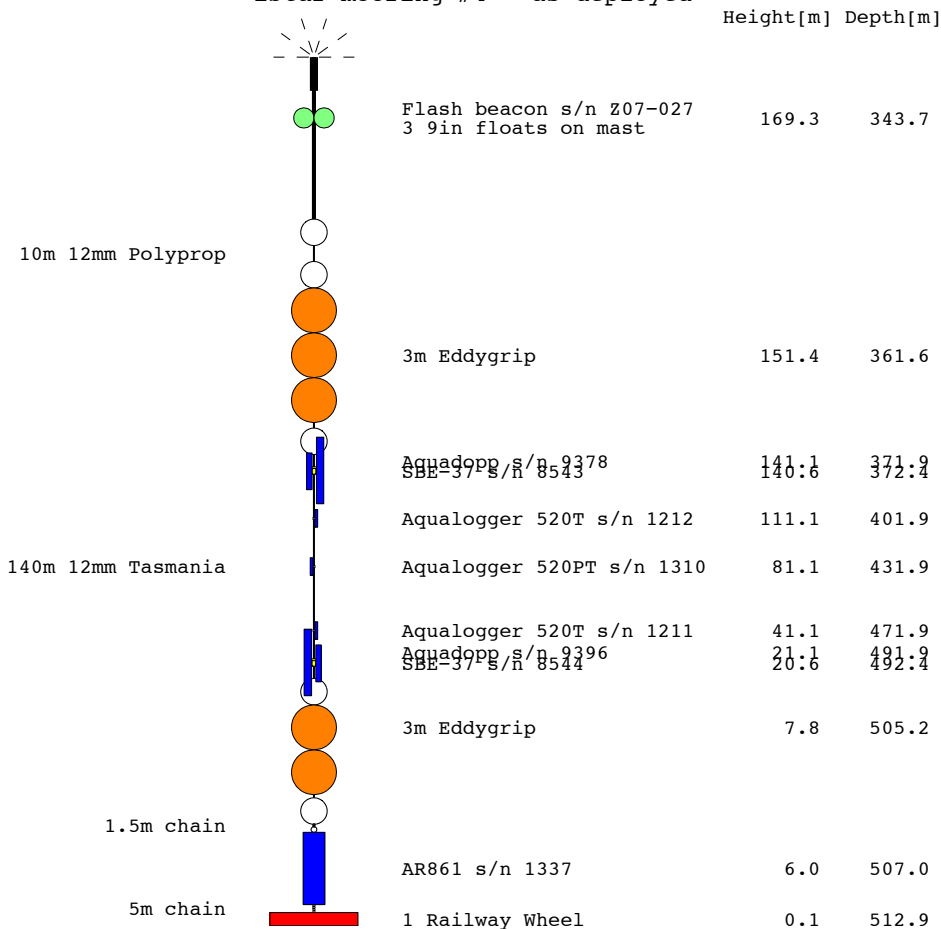 Height[m] Depth[m]
Flash beacon s/n Z07-027
3 9in floats on mast 169.3 343.7
10m 12mm Polyprop
3m Eddygrip 151.4 361.6
Aquadopp s/n 9378 141.1 371.9
SBE-37 s/n 8543 140.6 372.4
Aqualogger 520T s/n 1212 111.1 401.9
140m 12mm Tasmania Aqualogger 520PT s/n 1310 81.1 431.9
Aqualogger 520T s/n 1211 41.1 471.9
Aquadopp s/n 9396 21.1 491.9
SBE-37 s/n 8544 20.6 492.4
3m Eddygrip 7.8 505.2
1.5m chain
AR861 s/n 1337 6.0 507.0
5m chain
1 Railway Wheel 0.1 512.9